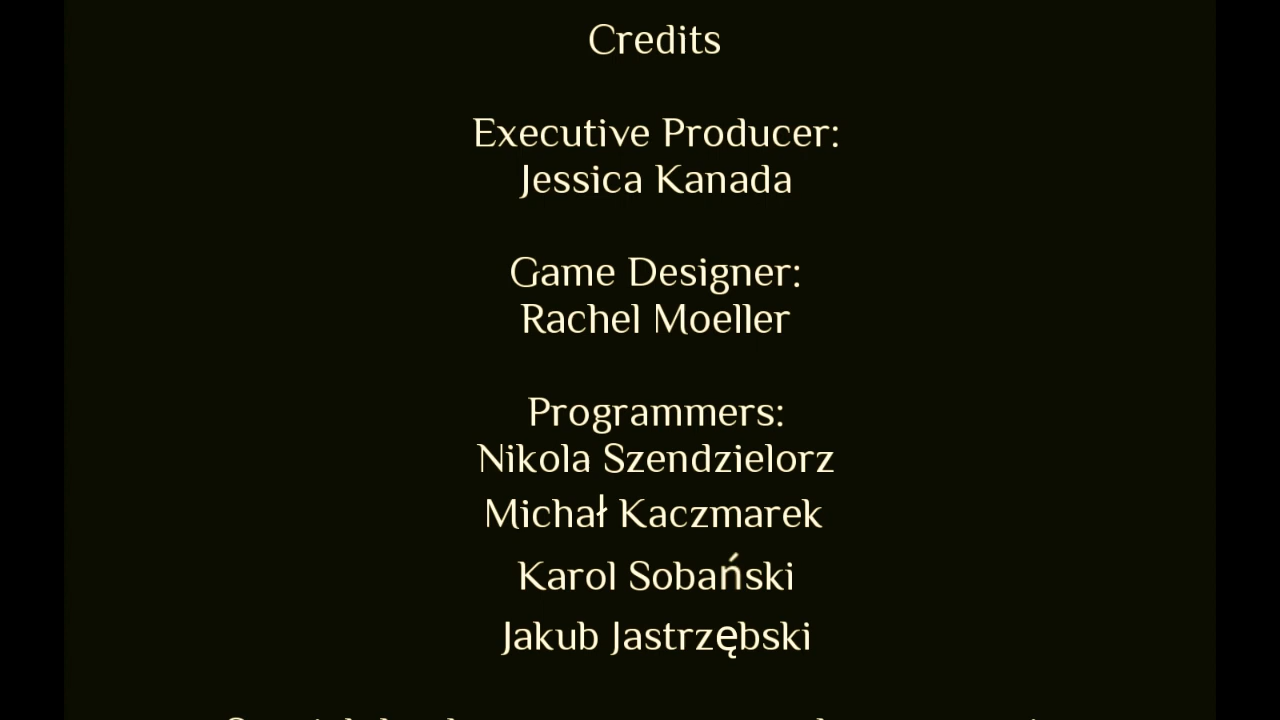 Credits
Executive Producer:
Jessica Kanada
Game Designer:
Rachel Moeller
Programmers:
Nikola Szendzielorz
Michał Kaczmarek
Karol Sobański
Jakub Jastrzębski